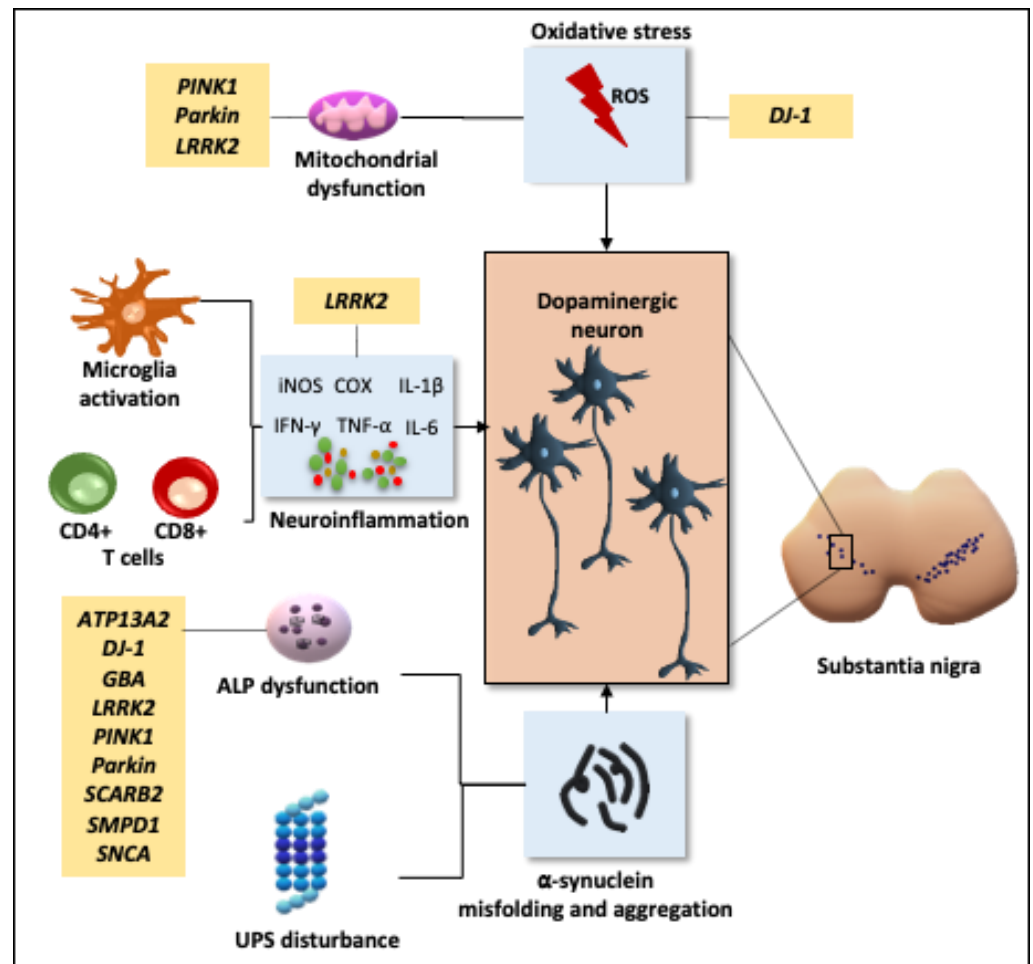 Oxidative stress
PINK1
Parkin
LRRK2
ROS
DJ-1
Mitochondrial
dysfunction
LRRK2
Dopaminergic
neuron
Microglia
activation
iNOS COX IL-1β
IFN-γ TNF-α IL-6
Neuroinflammation
CD4+ CD8+
T cells
Substantia nigra
ATP13A2
DJ-1
GBA
LRRK2
PINK1
Parkin
SCARB2
SMPD1
SNCA
ALP dysfunction
UPS disturbance
α-synuclein
misfolding and aggregation